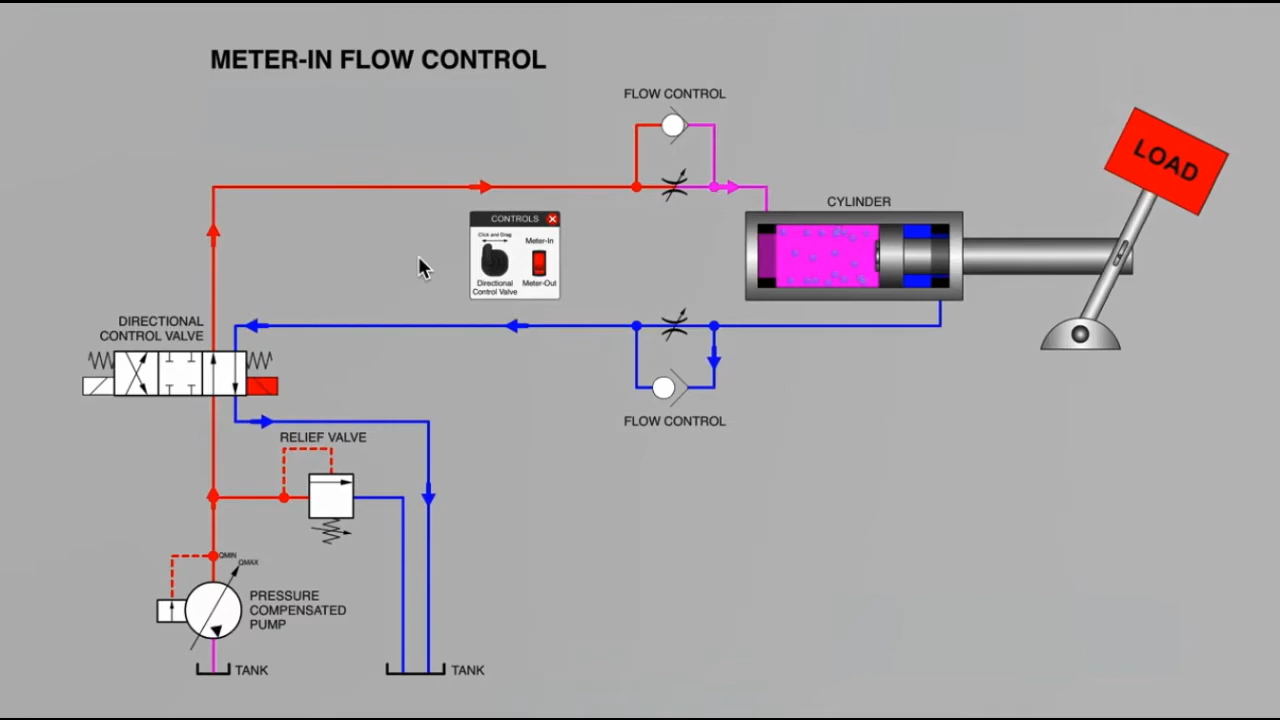 METER-IN FLOW CONTROL
FLOW CONTROL
LOAD
CYLINDER
CONTROLS
Click and Drag
Meter-In
Directional
Control Valve
Meter-Out
DIRECTIONAL
CONTROL VALVE
FLOW CONTROL
RELIEF VALVE
QMIN
QMAX
PRESSURE
COMPENSATED
PUMP
TANK
TANK